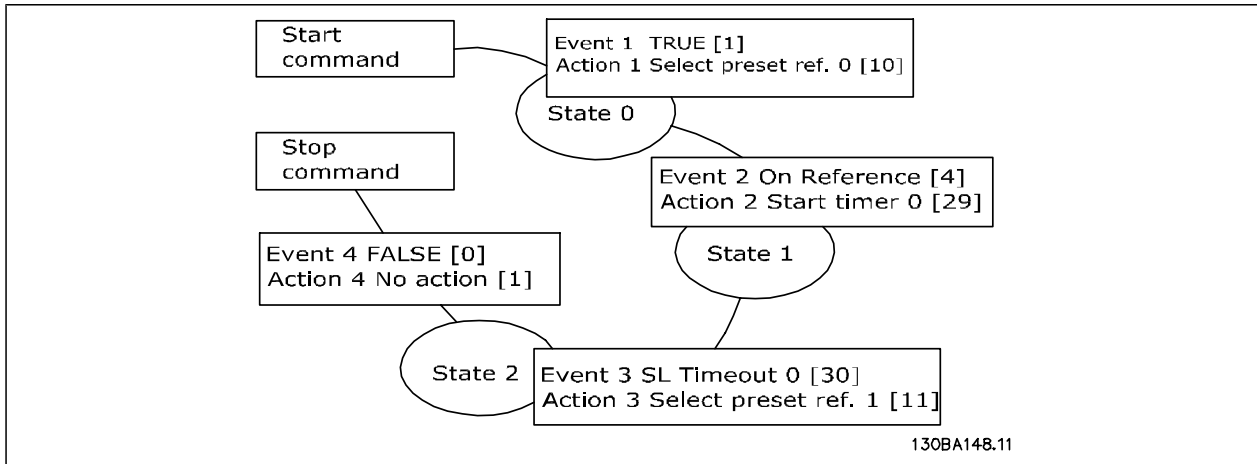 Start
command
Event 1 TRUE [1]
Action 1 Select preset ref. 0 [10]
State 0
Stop
command
Event 2 On Reference [4]
Action 2 Start timer 0 [29]
State 1
Event 4 FALSE [0]
Action 4 No action [1]
State 2
Event 3 SL Timeout 0 [30]
Action 3 Select preset ref. 1 [11]
130BA148.11